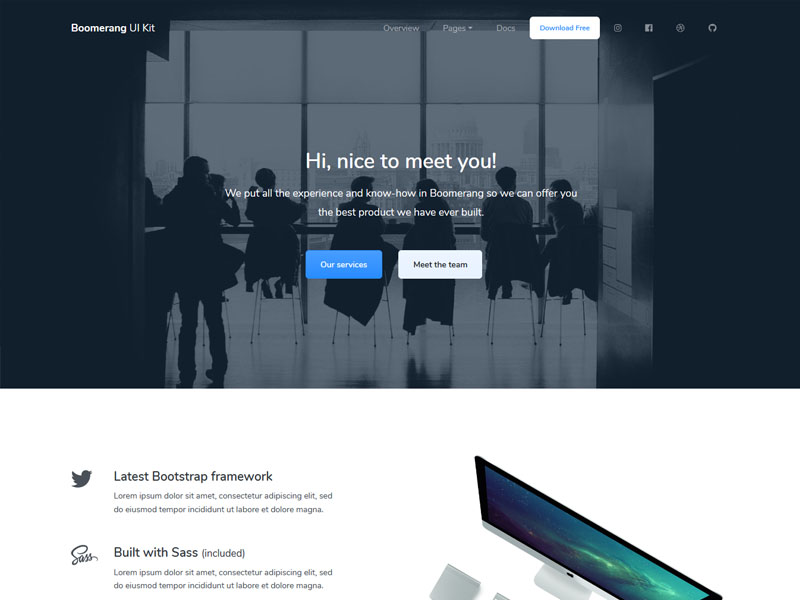 Boomerang UI Kit
Overview
Pages
Docs
Download Free
Hi, nice to meet you!
We put all the experience and know-how in Boomerang so we can offer you
the best product we have ever built.
Our services
Meet the team
Latest Bootstrap framework
Lorem ipsum dolor sit amet, consectetur adipiscing elit, sed
do eiusmod tempor incididunt ut labore et dolore magna.
Sass
Built with Sass (included)
Lorem ipsum dolor sit amet, consectetur adipiscing elit, sed
do eiusmod tempor incididunt ut labore et dolore magna.